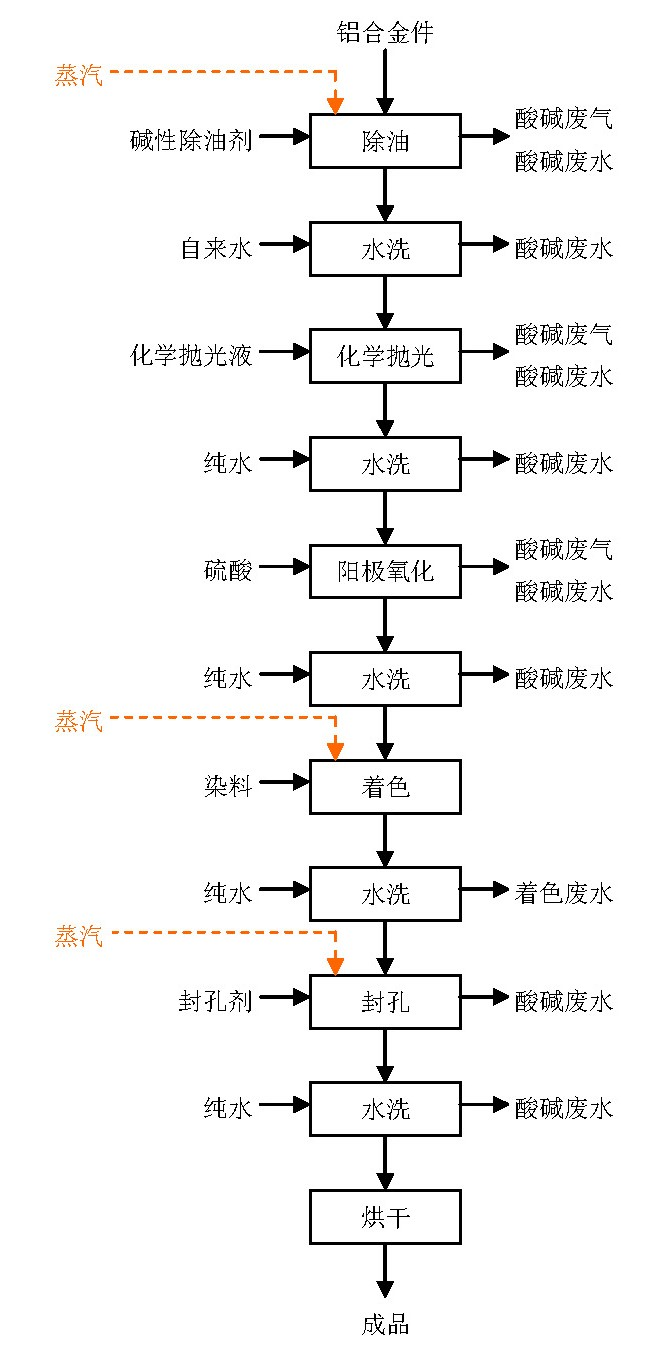 铝合金件
蒸汽
碱性除油剂
除油
酸碱废气
酸碱废水
自来水
水洗
酸碱废水
化学抛光液
化学抛光
酸碱废气
酸碱废水
纯水
水洗
酸碱废水
硫酸
阳极氧化
酸碱废气
酸碱废水
纯水
水洗
酸碱废水
蒸汽
染料
着色
纯水
水洗
着色废水
蒸汽
封孔剂
封孔
酸碱废水
纯水
水洗
酸碱废水
烘干
成品